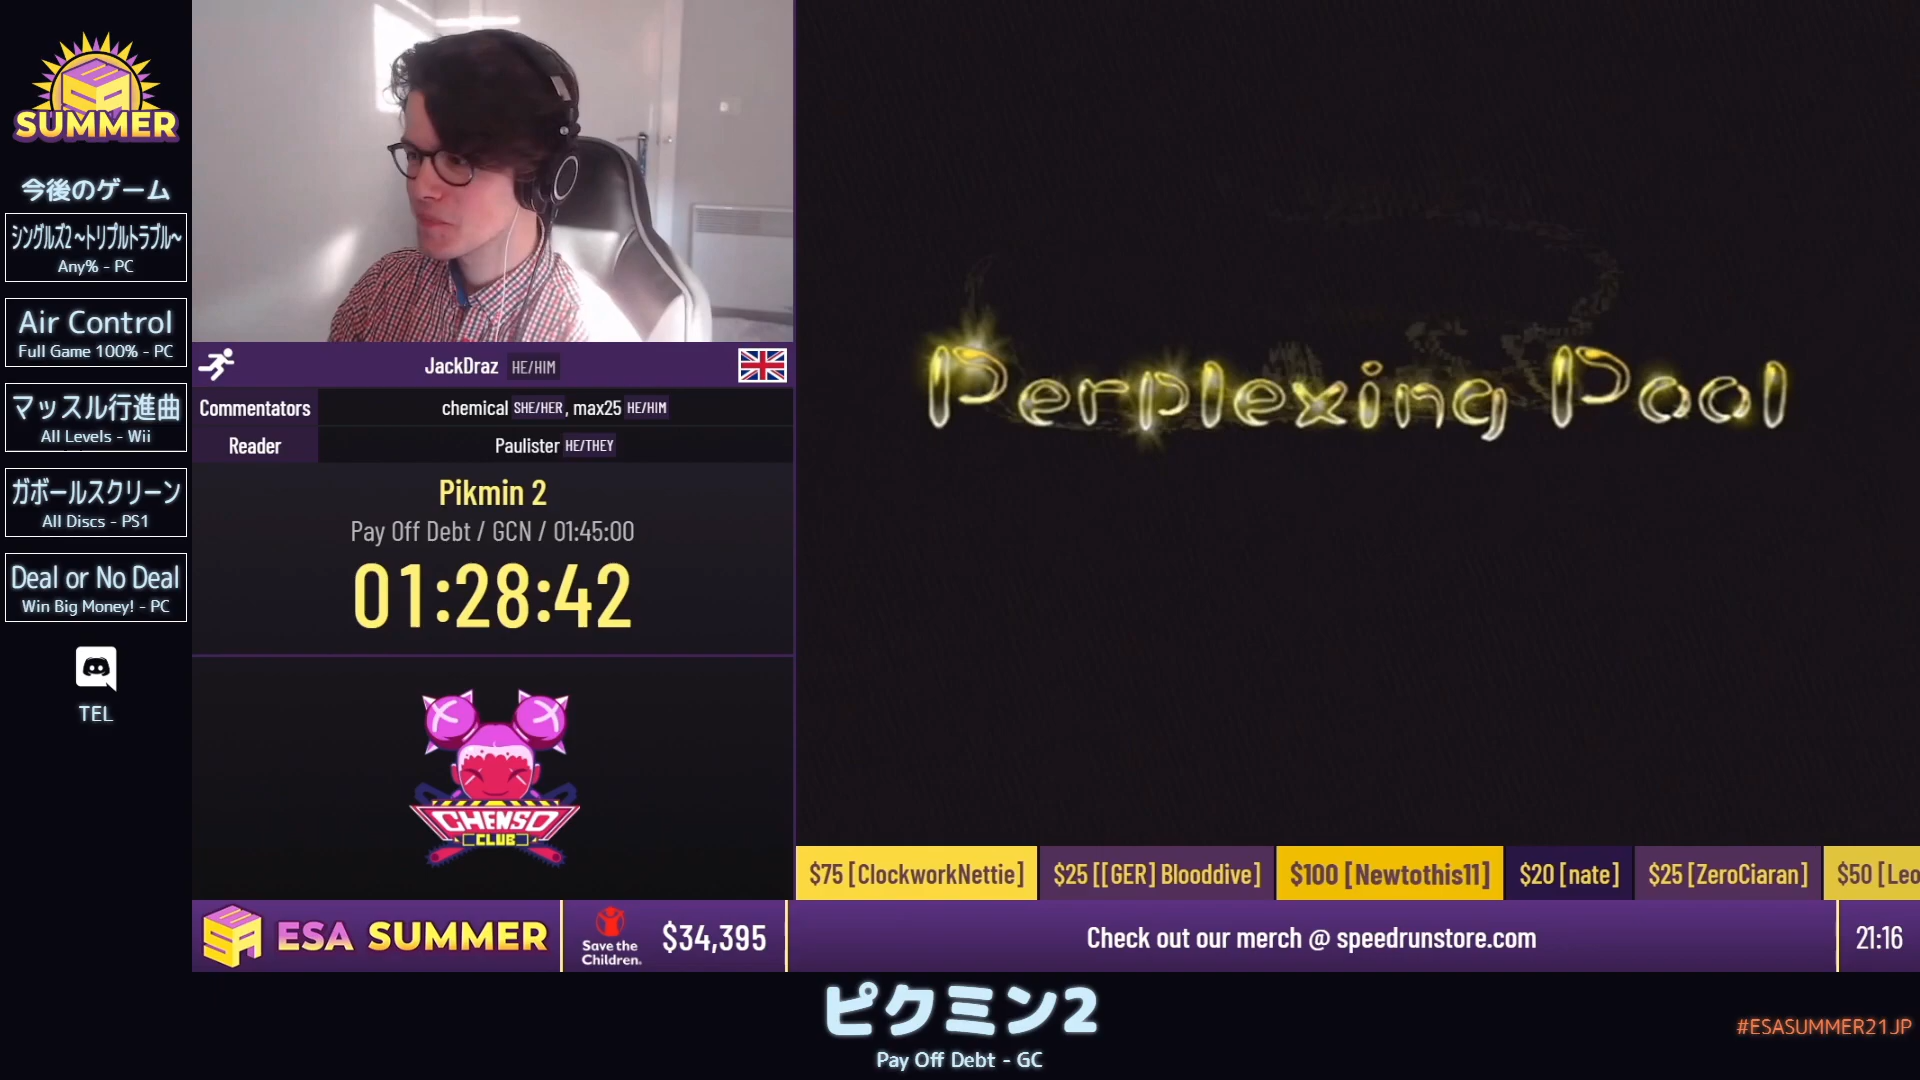 SUMMER
今後のゲーム
シングルズ2～トリプルトラブル～
Any% - PC
Air Control
Full Game 100% - PC
マッスル行進曲
All Levels - Wii
ガボールスクリーン
All Discs - PS1
Deal or No Deal
Win Big Money! - PC
TEL
JackDraz HE/HIM
Commentators chemical SHE/HER, max25 HE/HIM
Reader Paulister HE/THEY
Pikmin 2
Pay Off Debt / GCN / 01:45:00
01:28:42
CHENSO
CLUB
Perplexing Pool
$75 [ClockworkNettie] $25 [[GER] Blooddive] $100 [Newtothis11] $20 [nate] $25 [ZeroCiaran] $50 [Leo
ESA SUMMER Save the Children. $34,395 Check out our merch @ speedrunstore.com 21:16
ピクミン2
Pay Off Debt - GC
#ESASUMMER21JP